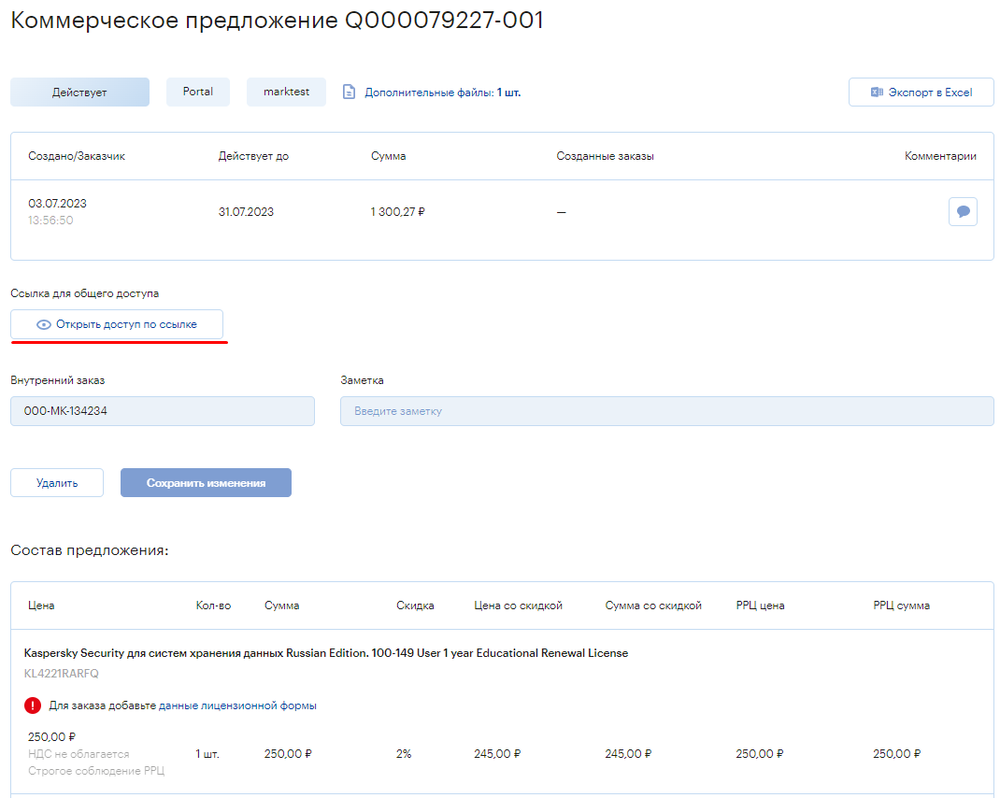 Коммерческое предложение Q000079227-001
Действует Portal marktest Дополнительные файлы: 1 шт. Экспорт в Excel
Создано/Заказчик Действует до Сумма Созданные заказы Комментарии
03.07.2023
13:56:50
31.07.2023 1 300,27 ₽ —
Ссылка для общего доступа
Открыть доступ по ссылке
Внутренний заказ Заметка
000-МК-134234 Введите заметку
Удалить Сохранить изменения
Состав предложения:
Цена Кол-во Сумма Скидка Цена со скидкой Сумма со скидкой РРЦ цена РРЦ сумма
Kaspersky Security для систем хранения данных Russian Edition. 100-149 User 1 year Educational Renewal License
KL4221RARFQ
! Для заказа добавьте данные лицензионной формы
250,00 ₽
НДС не облагается
Строгое соблюдение РРЦ
1 шт. 250,00 ₽ 2% 245,00 ₽ 245,00 ₽ 250,00 ₽ 250,00 ₽